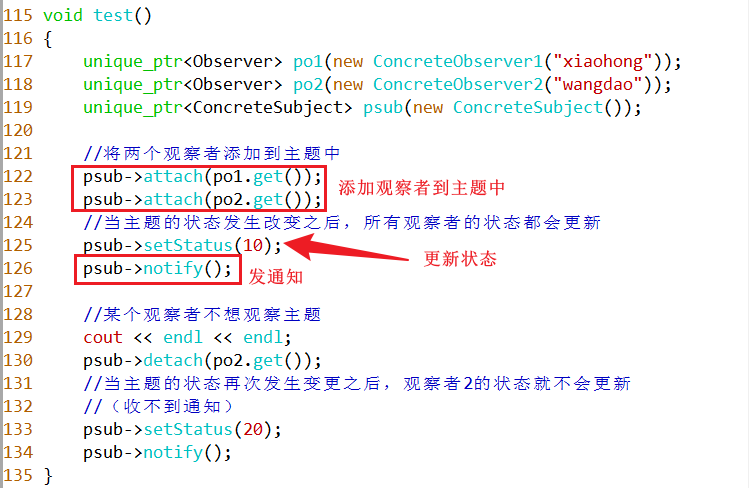 115 void test()
116 {
117     unique_ptr<Observer> po1(new ConcreteObserver1("xiaohong"));
118     unique_ptr<Observer> po2(new ConcreteObserver2("wangdao"));
119     unique_ptr<ConcreteSubject> psub(new ConcreteSubject());
120
121     //将两个观察者添加到主题中
122     psub->attach(po1.get());
添加观察者到主题中
123     psub->attach(po2.get());
124     //当主题的状态发生改变之后，所有观察者的状态都会更新
125     psub->setStatus(10);
更新状态
126     psub->notify();
发通知
127
128     //某个观察者不想观察主题
129     cout << endl << endl;
130     psub->detach(po2.get());
131     //当主题的状态再次发生变更之后，观察者2的状态就不会更新
132     //（收不到通知）
133     psub->setStatus(20);
134     psub->notify();
135 }